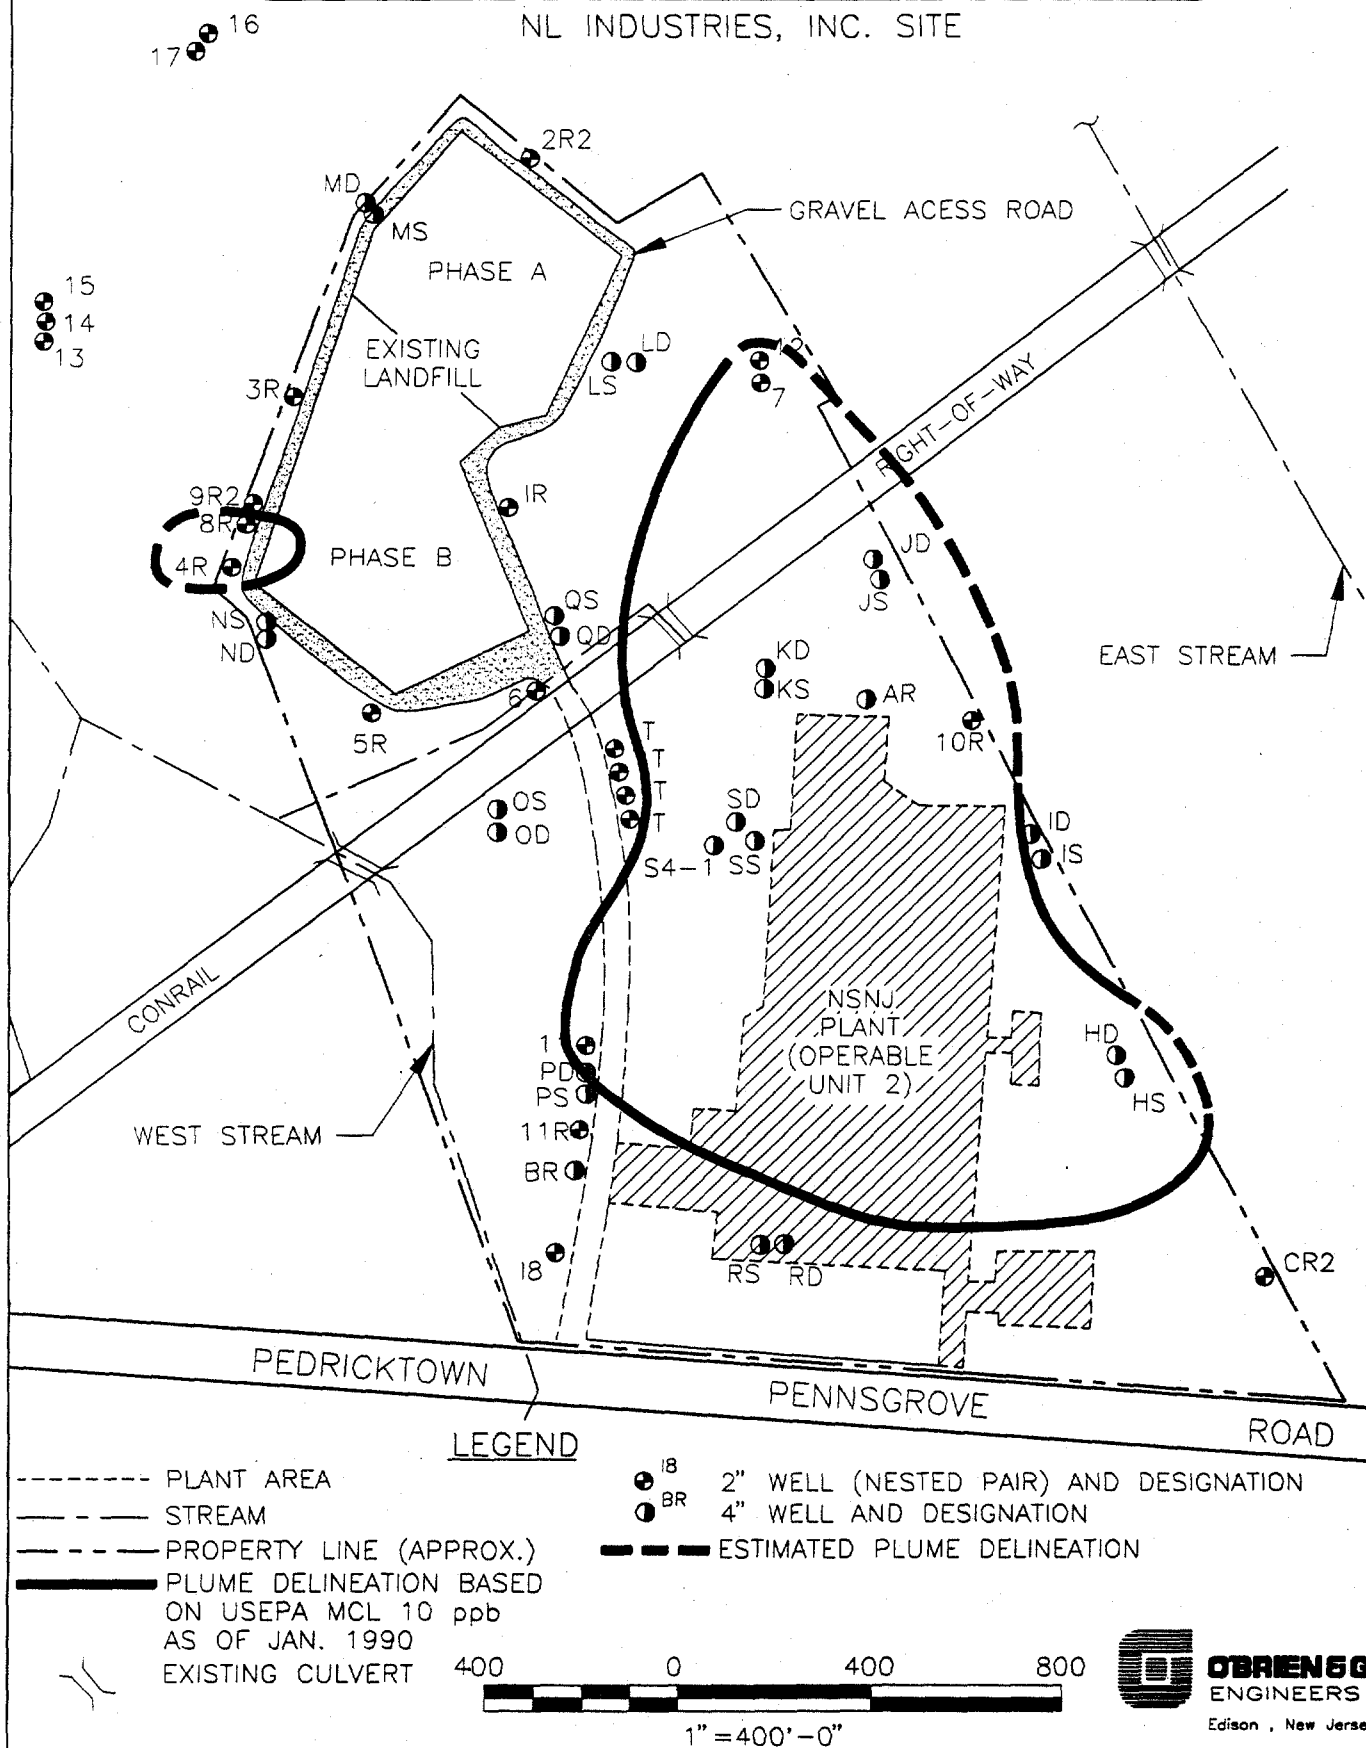 NL INDUSTRIES, INC. SITE
16
17
2R2
MD
MS
GRAVEL ACESS ROAD
PHASE A
15
14
13
EXISTING
LANDFILL
LD
LS
12
7
3R
RIGHT-OF-WAY
9R2
8R
IR
4R
PHASE B
JD
JS
QS
QD
NS
ND
EAST STREAM
KD
KS
6
AR
5R
10R
T
T
T
T
OS
OD
SD
S4-1
SS
ID
IS
CONRAIL
NSNJ
PLANT
(OPERABLE
UNIT 2)
1
PD
PS
HD
HS
WEST STREAM
11R
BR
I8
RS
RD
CR2
PEDRICKTOWN
PENNSGROVE
ROAD
LEGEND
PLANT AREA
STREAM
PROPERTY LINE (APPROX.)
PLUME DELINEATION BASED
ON USEPA MCL 10 ppb
AS OF JAN. 1990
EXISTING CULVERT
I8
2" WELL (NESTED PAIR) AND DESIGNATION
BR
4" WELL AND DESIGNATION
ESTIMATED PLUME DELINEATION
400 0 400 800
1"=400'-0"
O'BRIEN & G
ENGINEERS
Edison , New Jerse